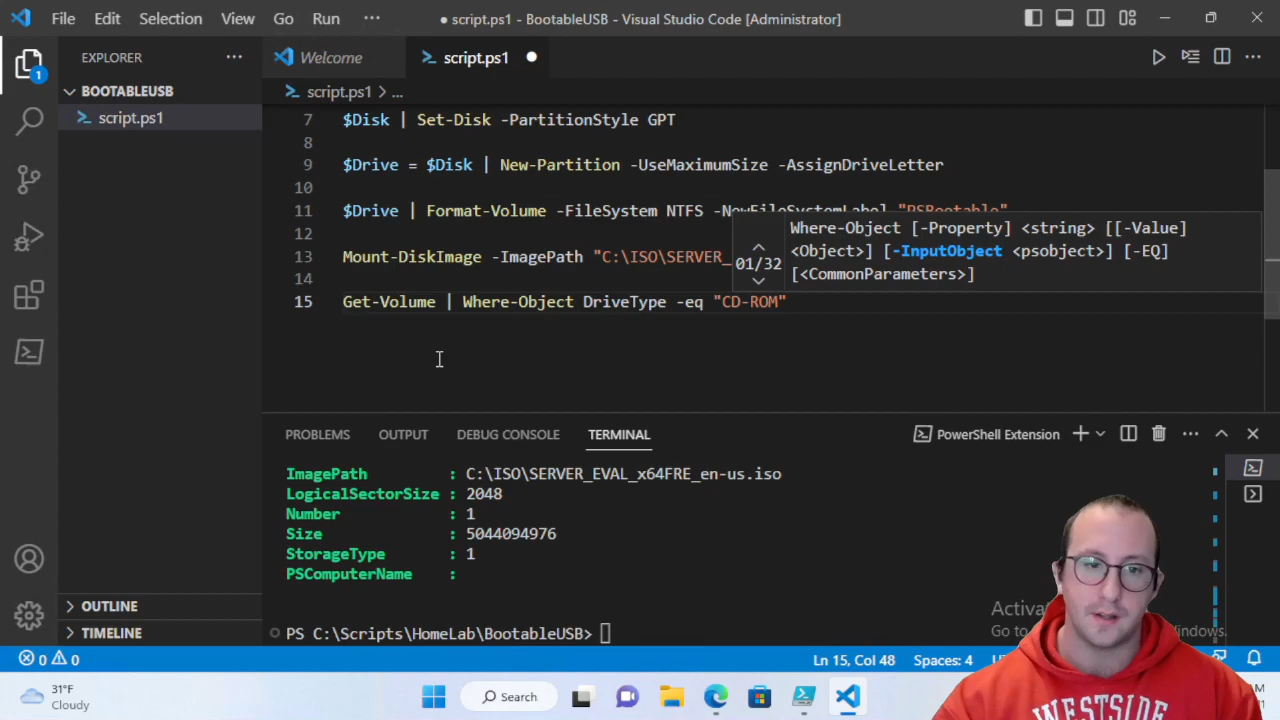 File Edit Selection View Go Run ··· ● script.ps1 - BootableUSB - Visual Studio Code [Administrator]
EXPLORER ··· Welcome script.ps1 ●
BOOTABLEUSB script.ps1 > ...
script.ps1
7 $Disk | Set-Disk -PartitionStyle GPT
8
9 $Drive = $Disk | New-Partition -UseMaximumSize -AssignDriveLetter
10
11 $Drive | Format-Volume -FileSystem NTFS -NewFileSystemLabel "PSBootable"
12
13 Mount-DiskImage -ImagePath "C:\ISO\SERVER_
14
15 Get-Volume | Where-Object DriveType -eq "CD-ROM"
01/32
Where-Object [-Property] <string> [[-Value]
<Object>] [-InputObject <psobject>] [-EQ]
[<CommonParameters>]
1
PROBLEMS OUTPUT DEBUG CONSOLE TERMINAL PowerShell Extension
ImagePath : C:\ISO\SERVER_EVAL_x64FRE_en-us.iso
LogicalSectorSize : 2048
Number : 1
Size : 5044094976
StorageType : 1
PSComputerName :
PS C:\Scripts\HomeLab\BootableUSB>
OUTLINE
TIMELINE
0 0 Ln 15, Col 48 Spaces: 4
31°F
Cloudy
Search
WESTSIDE